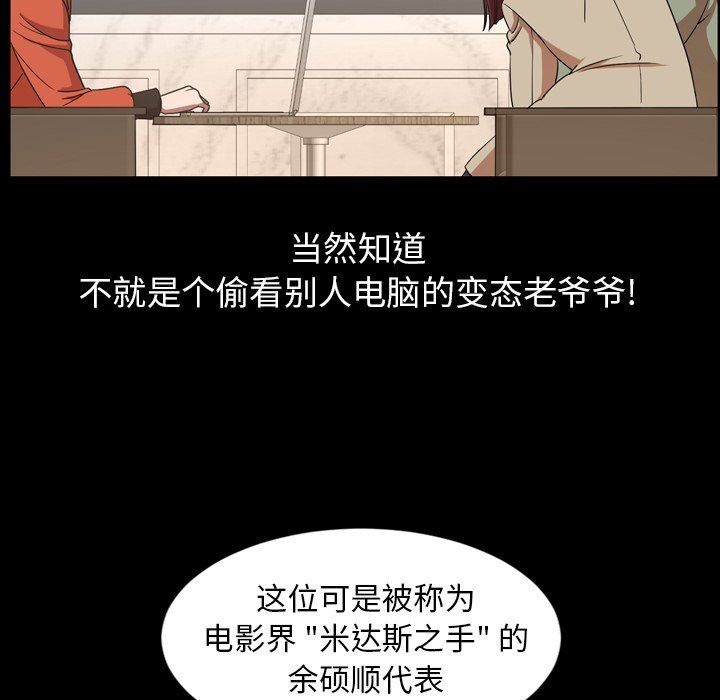 当然知道
不就是个偷看别人电脑的变态老爷爷!
这位可是被称为
电影界 "米达斯之手" 的
余硕顺代表